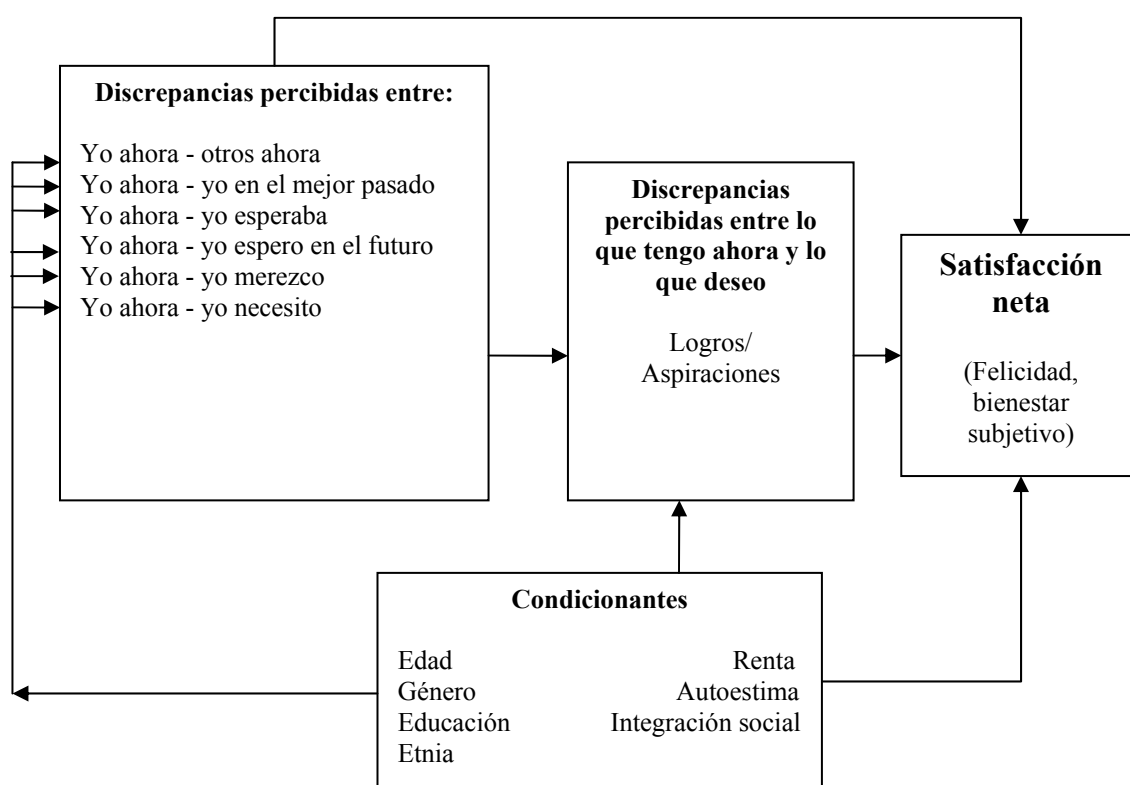 Discrepancias percibidas entre:
Yo ahora - otros ahora
Yo ahora - yo en el mejor pasado
Yo ahora - yo esperaba
Yo ahora - yo espero en el futuro
Yo ahora - yo merezco
Yo ahora - yo necesito
Discrepancias
percibidas entre lo
que tengo ahora y lo
que deseo
Logros/
Aspiraciones
Satisfacción
neta
(Felicidad,
bienestar
subjetivo)
Condicionantes
Edad
Género
Educación
Etnia
Renta
Autoestima
Integración social